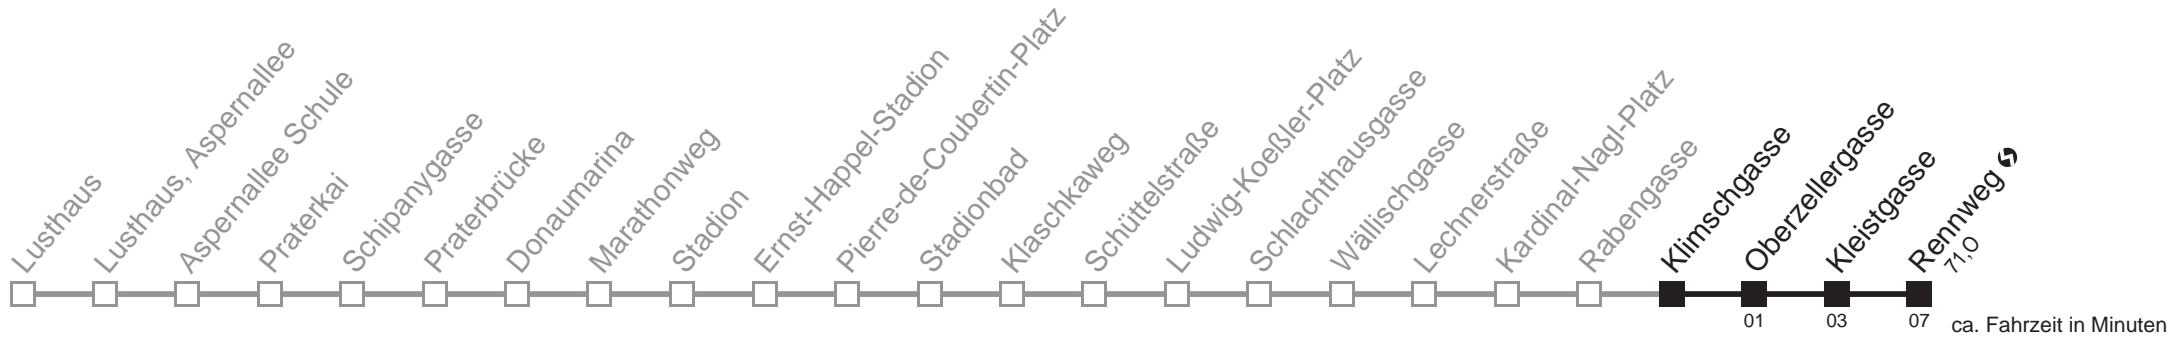 Lusthaus
Lusthaus, Aspernallee
Aspernallee Schule
Praterkai
Schipanygasse
Praterbrücke
Donaumarina
Marathonweg
Stadion
Ernst-Happel-Stadion
Pierre-de-Coubertin-Platz
Stadionbad
Klaschkaweg
Schüttelstraße
Ludwig-Koeßler-Platz
Schlachthausgasse
Wällischgasse
Lechnerstraße
Kardinal-Nagl-Platz
Rabengasse
Klimschgasse
Oberzellergasse
Kleistgasse
Rennweg
71,O
01 03 07 ca. Fahrzeit in Minuten